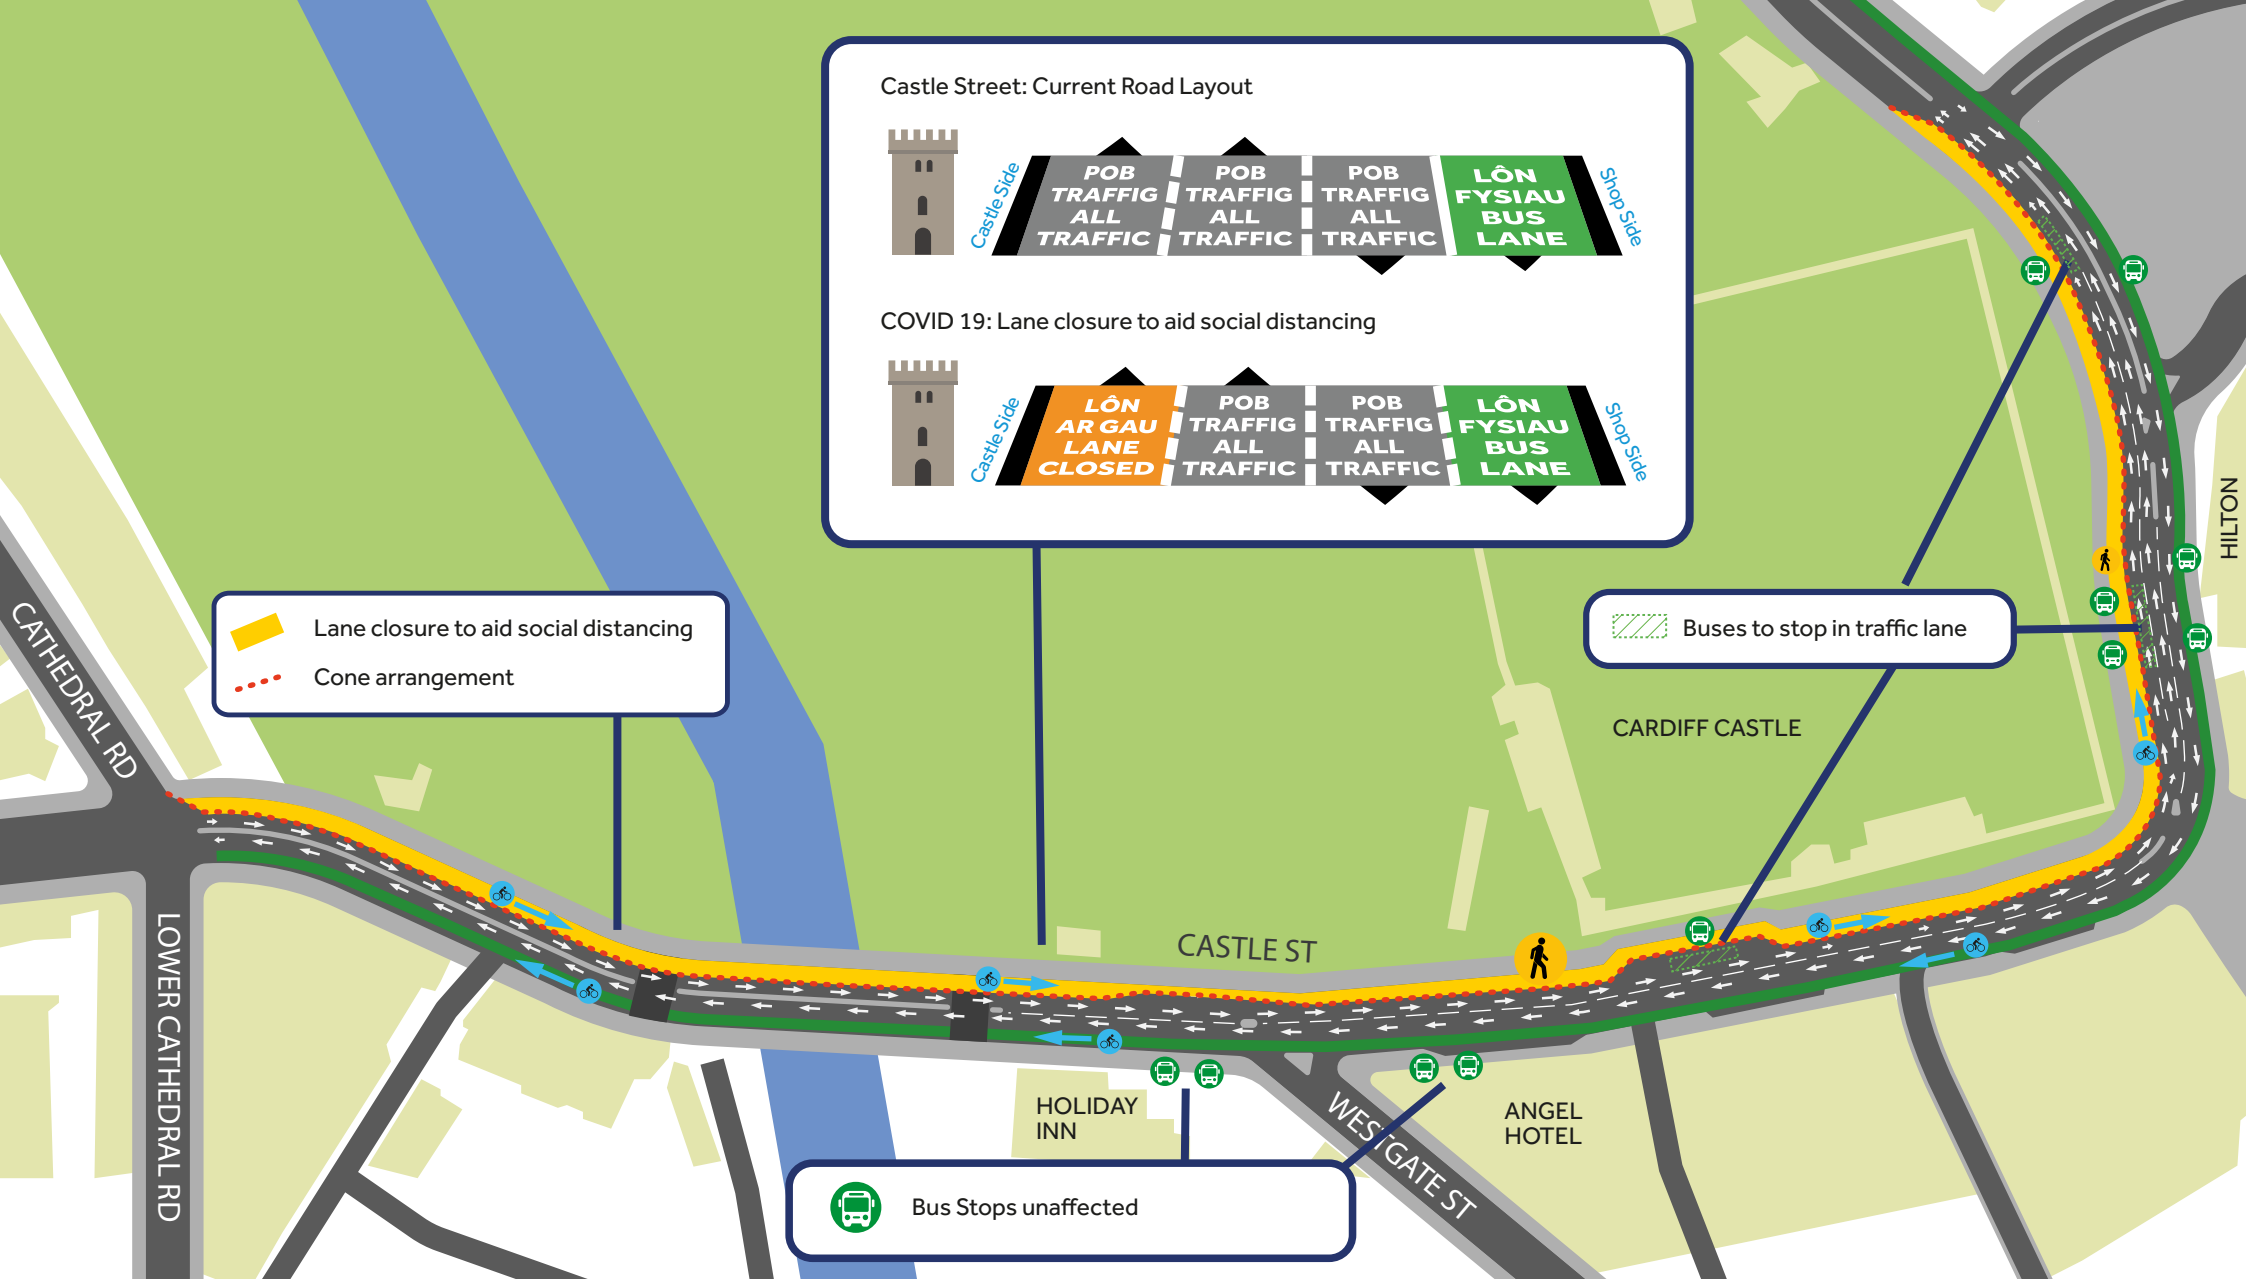 Castle Street: Current Road Layout
Castle Side
POB
TRAFFIG
ALL
TRAFFIC
POB
TRAFFIG
ALL
TRAFFIC
POB
TRAFFIG
ALL
TRAFFIC
LÔN
FYSIAU
BUS
LANE
Shop Side
COVID 19: Lane closure to aid social distancing
Castle Side
LÔN
AR GAU
LANE
CLOSED
POB
TRAFFIG
ALL
TRAFFIC
POB
TRAFFIG
ALL
TRAFFIC
LÔN
FYSIAU
BUS
LANE
Shop Side
HILTON
Lane closure to aid social distancing
Cone arrangement
Buses to stop in traffic lane
CATHEDRAL RD
CARDIFF CASTLE
LOWER CATHEDRAL RD
CASTLE ST
HOLIDAY
INN
WESTGATE ST
ANGEL
HOTEL
Bus Stops unaffected